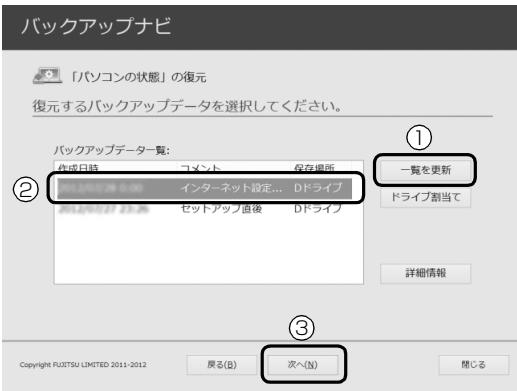 バックアップナビ
「パソコンの状態」の復元
復元するバックアップデータを選択してください。
①
バックアップデータ一覧:
作成日時 コメント 保存場所
一覧を更新
② インターネット設定... Dドライブ
ドライブ割当て
セットアップ直後 Dドライブ
詳細情報
③
Copyright FUJITSU LIMITED 2011-2012 戻る(B) 次へ(N) 閉じる